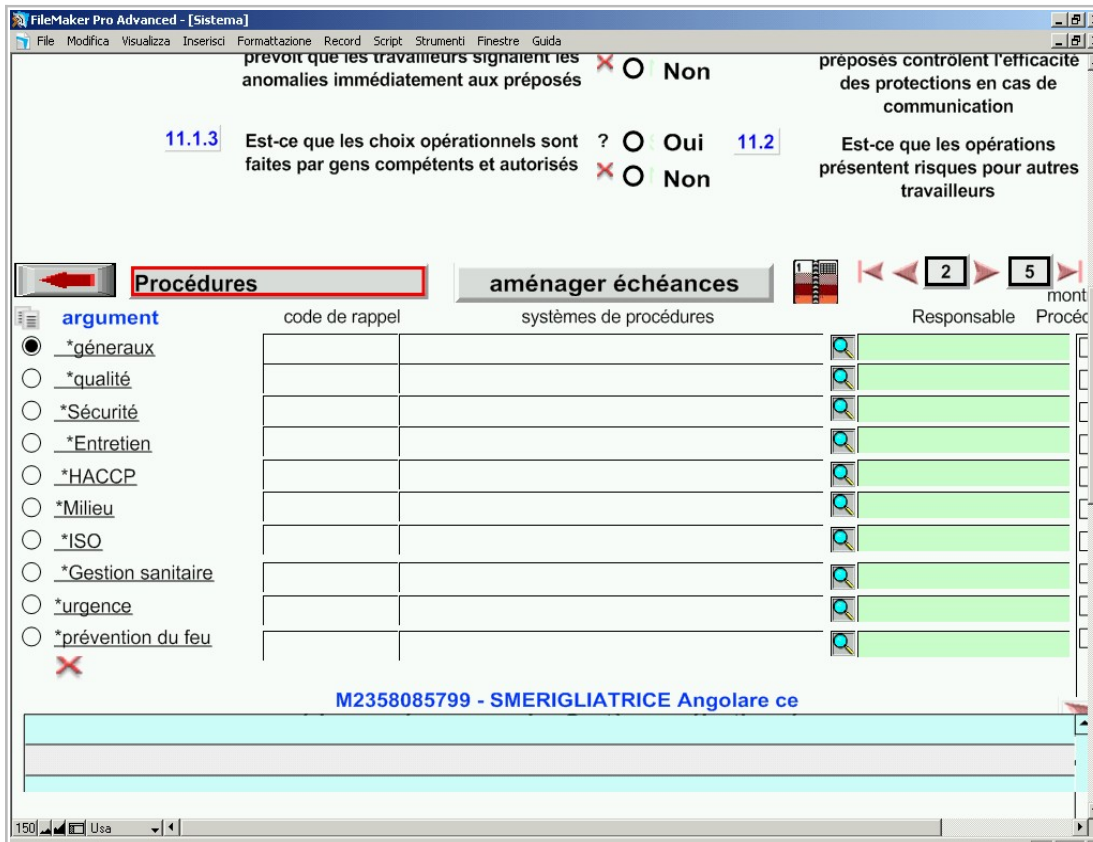 FileMaker Pro Advanced - [Sistema]
File Modifica Visualizza Inserisci Formattazione Record Script Strumenti Finestre Guida
prévoit que les travailleurs signalent les
anomalies immédiatement aux préposés
Non
préposés contrôlent l'efficacité
des protections en cas de
communication
11.1.3
Est-ce que les choix opérationnels sont
faites par gens compétents et autorisés
? Oui
Non
11.2
Est-ce que les opérations
présentent risques pour autres
travailleurs
Procédures
aménager échéances
1
2
5
argument
code de rappel
systèmes de procédures
Responsable
*géneraux
*qualité
*Sécurité
*Entretien
*HACCP
*Milieu
*ISO
*Gestion sanitaire
*urgence
*prévention du feu
M2358085799 - SMERIGLIATRICE Angolare ce
150 Usa